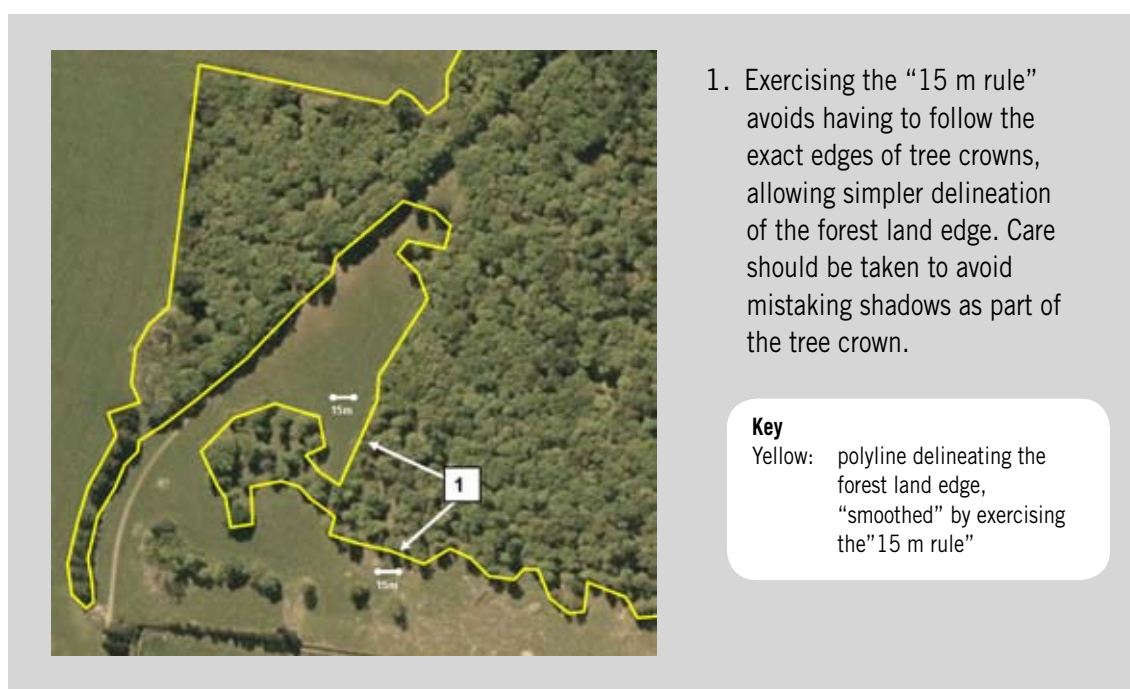 15m
1
15m
1. Exercising the “15 m rule”
avoids having to follow the
exact edges of tree crowns,
allowing simpler delineation
of the forest land edge. Care
should be taken to avoid
mistaking shadows as part of
the tree crown.
Key
Yellow: polyline delineating the
forest land edge,
“smoothed” by exercising
the”15 m rule”